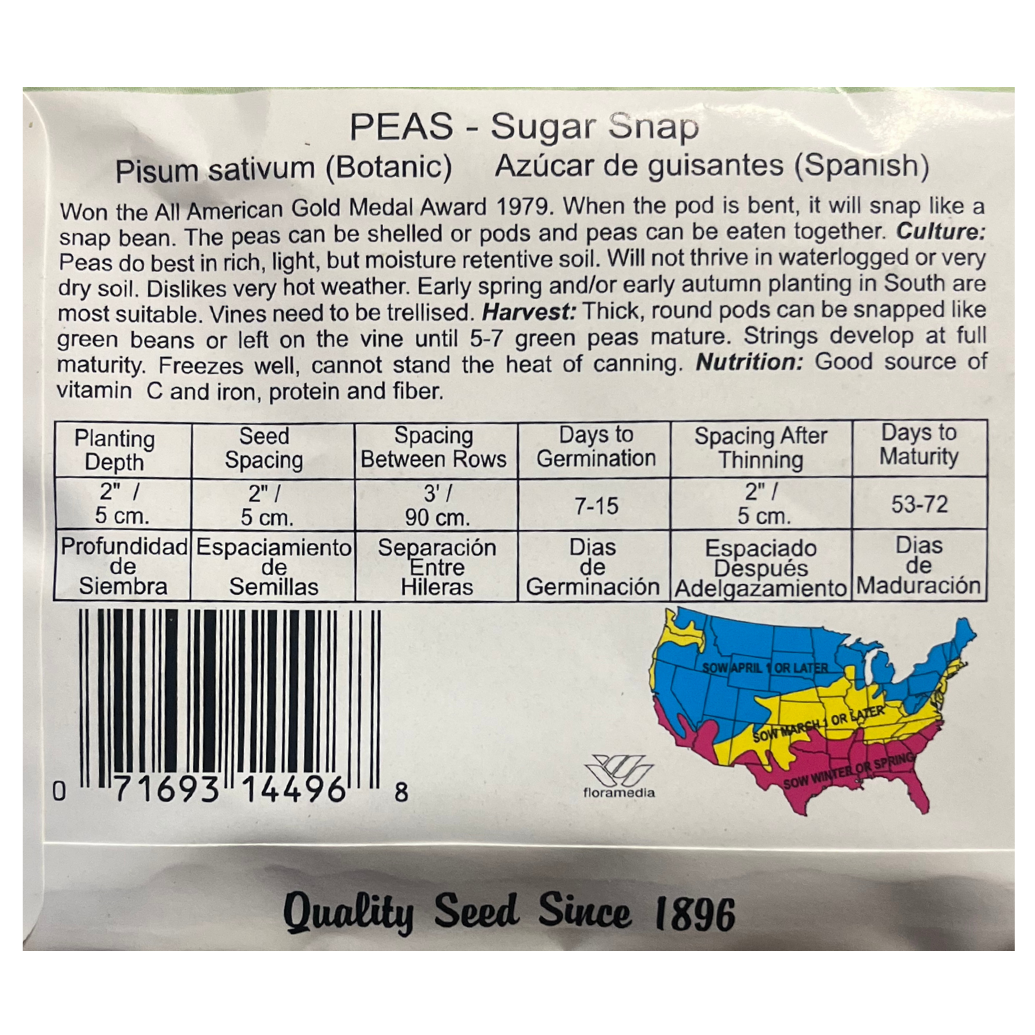 PEAS - Sugar Snap
Pisum sativum (Botanic) Azúcar de guisantes (Spanish)
Won the All American Gold Medal Award 1979. When the pod is bent, it will snap like a
snap bean. The peas can be shelled or pods and peas can be eaten together. Culture:
Peas do best in rich, light, but moisture retentive soil. Will not thrive in waterlogged or very
dry soil. Dislikes very hot weather. Early spring and/or early autumn planting in South are
most suitable. Vines need to be trellised. Harvest: Thick, round pods can be snapped like
green beans or left on the vine until 5-7 green peas mature. Strings develop at full
maturity. Freezes well, cannot stand the heat of canning. Nutrition: Good source of
vitamin C and iron, protein and fiber.
Planting Seed Spacing Days to Spacing After Days to
Depth Spacing Between Rows Germination Thinning Maturity
2" / 2" / 3' / 7-15 2" / 53-72
5 cm. 5 cm. 90 cm. 5 cm.
Profundidad Espaciamiento Separación Dias Espaciado Dias
de de Entre de Después de
Siembra Semillas Hileras Germinación Adelgazamiento Maduración
SOW APRIL 1 OR LATER
SOW MARCH 1 OR LATER
SOW WINTER OR SPRING
floramedia
0 71693 14496 8
Quality Seed Since 1896